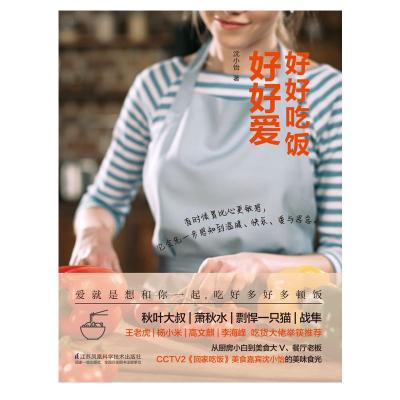 好好吃饭
好好爱
沈小怡 著
有时候胃比心更敏感，
它会先一步感知到温暖、快乐、爱与思念
爱就是想和你一起，吃好多好多顿饭
秋叶大叔 | 萧秋水 | 剽悍一只猫 | 战隼
王老虎 | 杨小米 | 高文麒 | 李海峰 吃货大佬举筷推荐
从厨房小白到美食大V、餐厅老板
CCTV2《回家吃饭》美食嘉宾沈小怡的美味食光
江苏凤凰科学技术出版社